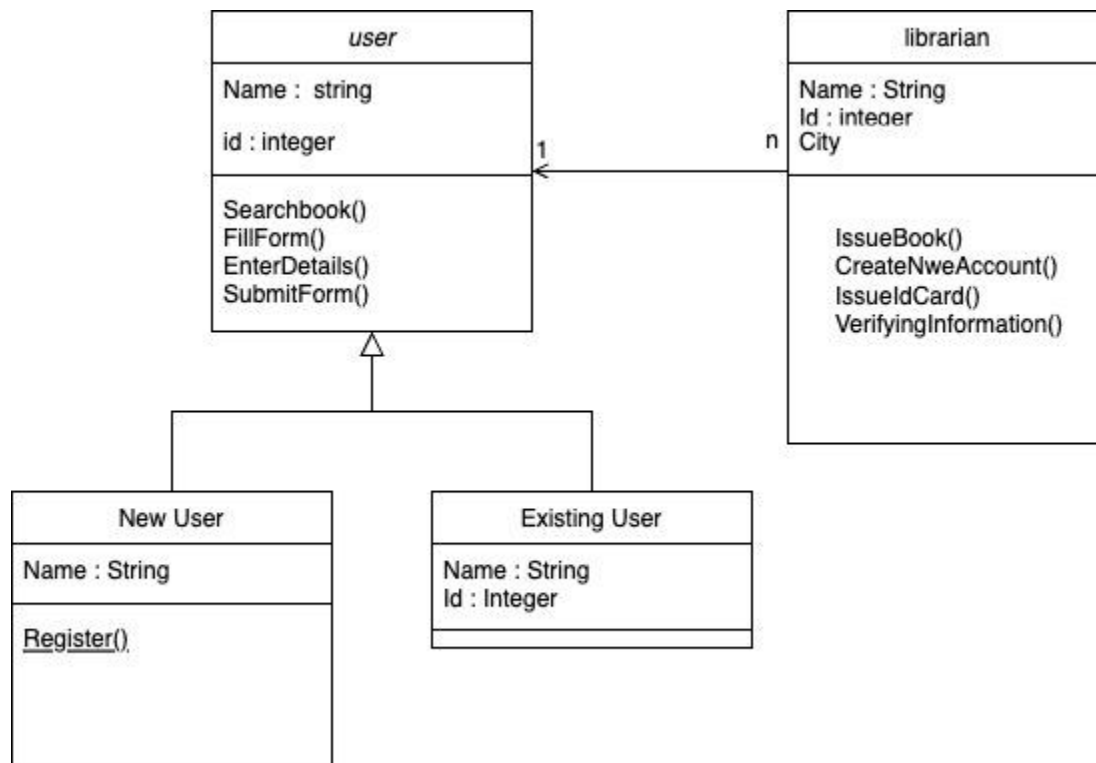 user
Name : string
id : integer
Searchbook()
FillForm()
EnterDetails()
SubmitForm()
1
n
librarian
Name : String
Id : integer
City
IssueBook()
CreateNweAccount()
IssueIdCard()
VerifyingInformation()
New User
Name : String
Register()
Existing User
Name : String
Id : Integer